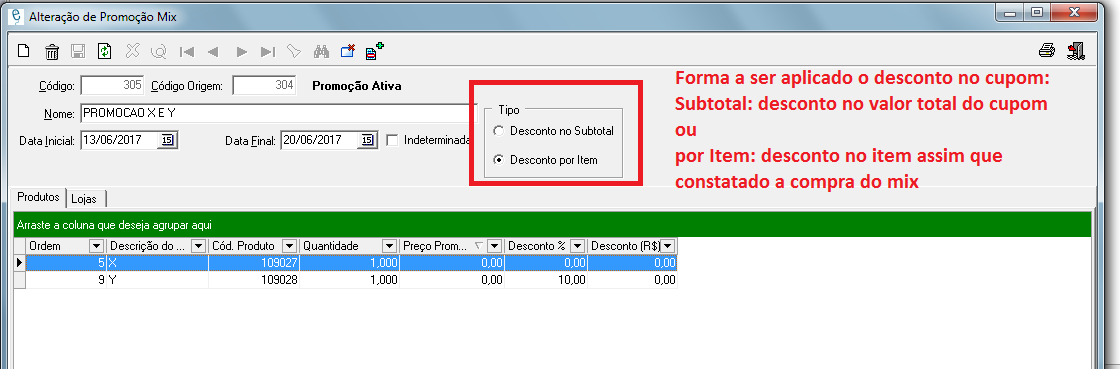 Alteração de Promoção Mix
Código: 305 Código Origem: 304 Promoção Ativa
Nome: PROMOCAO X E Y
Data Inicial: 13/06/2017 15 Data Final: 20/06/2017 15 Indeterminada
Tipo
Desconto no Subtotal
Desconto por Item
Forma a ser aplicado o desconto no cupom:
Subtotal: desconto no valor total do cupom
ou
por Item: desconto no item assim que
constatado a compra do mix
Produtos Lojas
Arraste a coluna que deseja agrupar aqui
Ordem Descrição do ... Cód. Produto Quantidade Preço Prom... Desconto % Desconto (R$)
5 X 109027 1,000 0,00 0,00 0,00
9 Y 109028 1,000 0,00 10,00 0,00